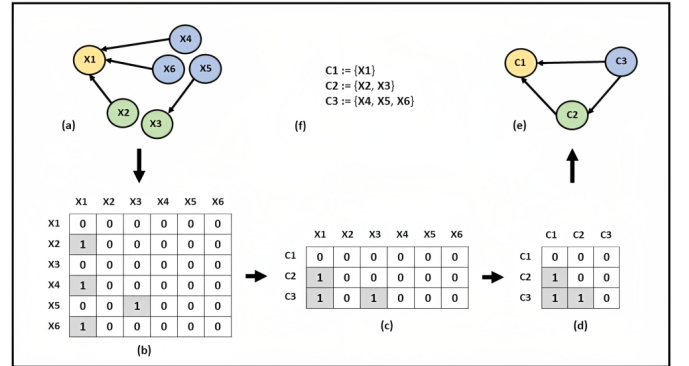 X4
X1
X6 X5
X2
X3
(a)
C1 := {X1}
C2 := {X2, X3}
C3 := {X4, X5, X6}
(f)
C1 C3
C2
(e)
X1 X2 X3 X4 X5 X6
X1 0 0 0 0 0 0
X2 1 0 0 0 0 0
X3 0 0 0 0 0 0
X4 1 0 0 0 0 0
X5 0 0 1 0 0 0
X6 1 0 0 0 0 0
(b)
X1 X2 X3 X4 X5 X6
C1 0 0 0 0 0 0
C2 1 0 0 0 0 0
C3 1 0 1 0 0 0
(c)
C1 C2 C3
C1 0 0 0
C2 1 0 0
C3 1 1 0
(d)